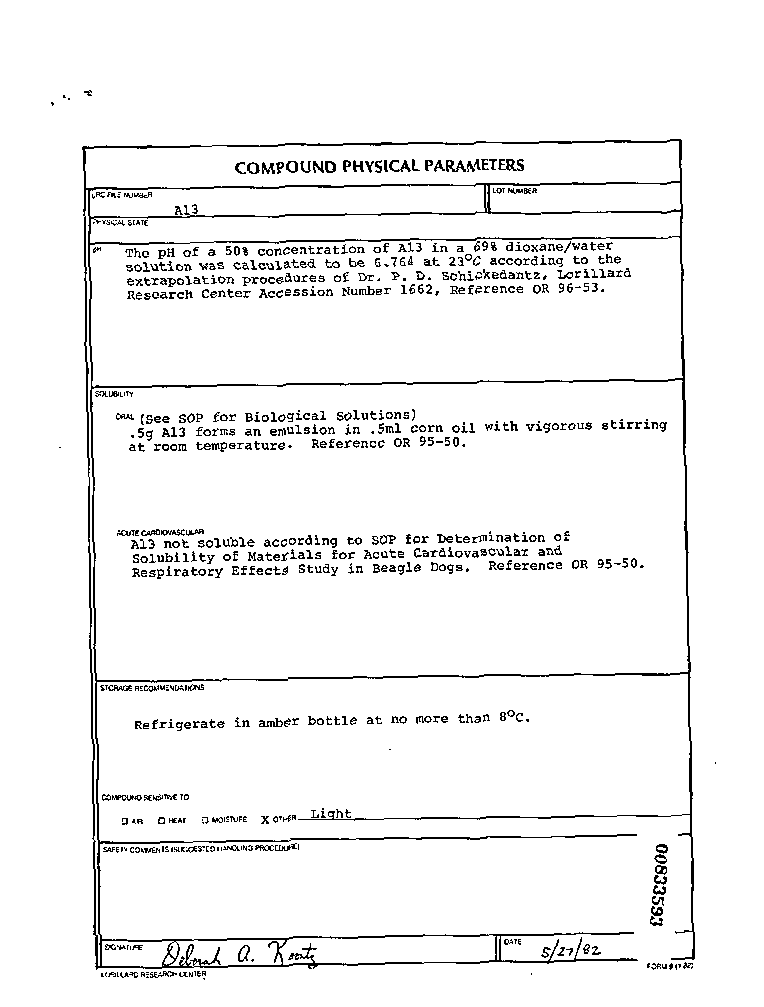 COMPOUND PHYSICAL PARAMETERS
LRC FILE NUMBER
LOT NUMBER
A13
PHYSICAL STATE
pH
The pH of a 50% concentration of A13 in a 69% dioxane/water
solution was calculated to be 6.764 at 23°C according to the
extrapolation procedures of Dr. P. D. Schickedantz, Lorillard
Research Center Accession Number 1662, Reference OR 96-53.
SOLUBILITY
ORAL (See SOP for Biological Solutions)
.5g A13 forms an emulsion in .5ml corn oil with vigorous stirring
at room temperature. Reference OR 95-50.
ACUTE CARDIOVASCULAR
A13 not soluble according to SOP for Determination of
Solubility of Materials for Acute Cardiovascular and
Respiratory Effects Study in Beagle Dogs. Reference OR 95-50.
STORAGE RECOMMENDATIONS
Refrigerate in amber bottle at no more than 8°C.
COMPOUND SENSITIVE TO
☐ AIR ☐ HEAT ☐ MOISTURE X OTHER Light
SAFETY COMMENTS (SUGGESTED HANDLING PROCEDURE)
00833593
SIGNATURE Deborah A. Koontz
DATE 5/27/82
LORILLARD RESEARCH CENTER
FORM 9 (1-82)